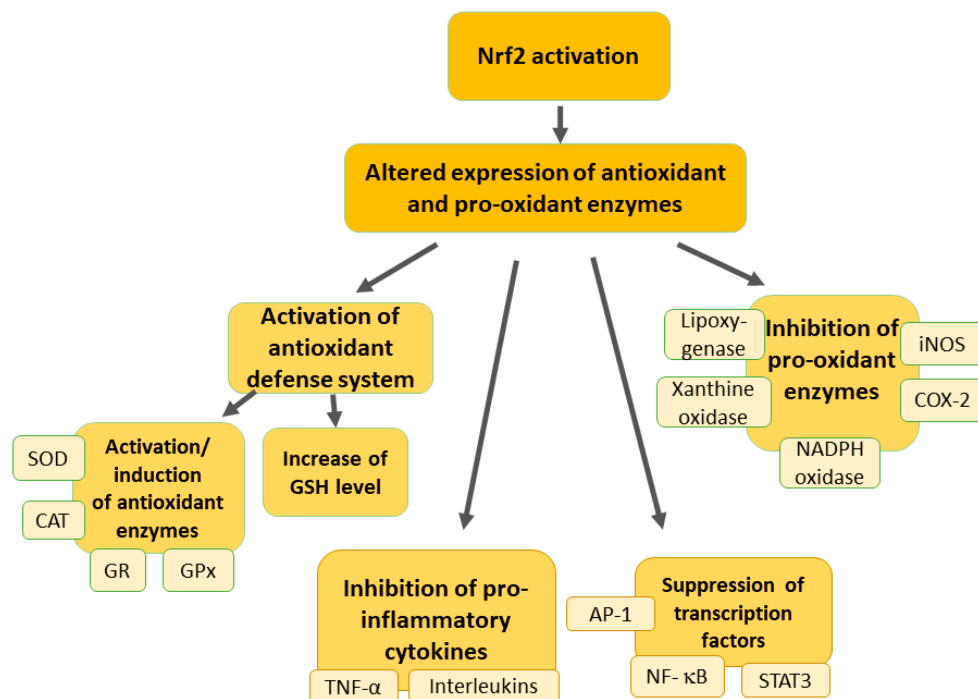 Nrf2 activation
Altered expression of antioxidant
and pro-oxidant enzymes
Activation of
antioxidant
defense system
Lipoxy-
genase
Xanthine
oxidase
Inhibition of
pro-oxidant
enzymes
iNOS
COX-2
NADPH
oxidase
SOD
CAT
Activation/
induction
of antioxidant
enzymes
GR
GPx
Increase of
GSH level
Inhibition of pro-
inflammatory
cytokines
TNF-α
Interleukins
AP-1
Suppression of
transcription
factors
NF- κB
STAT3